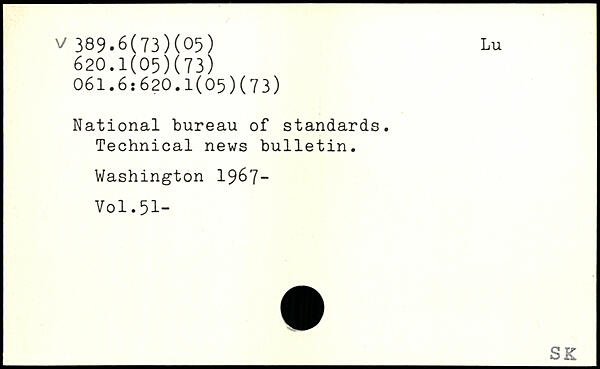 V 389.6(73)(05) Lu
620.1(05)(73)
061.6:620.1(05)(73)
National bureau of standards.
Technical news bulletin.
Washington 1967-
Vol.51-
SK